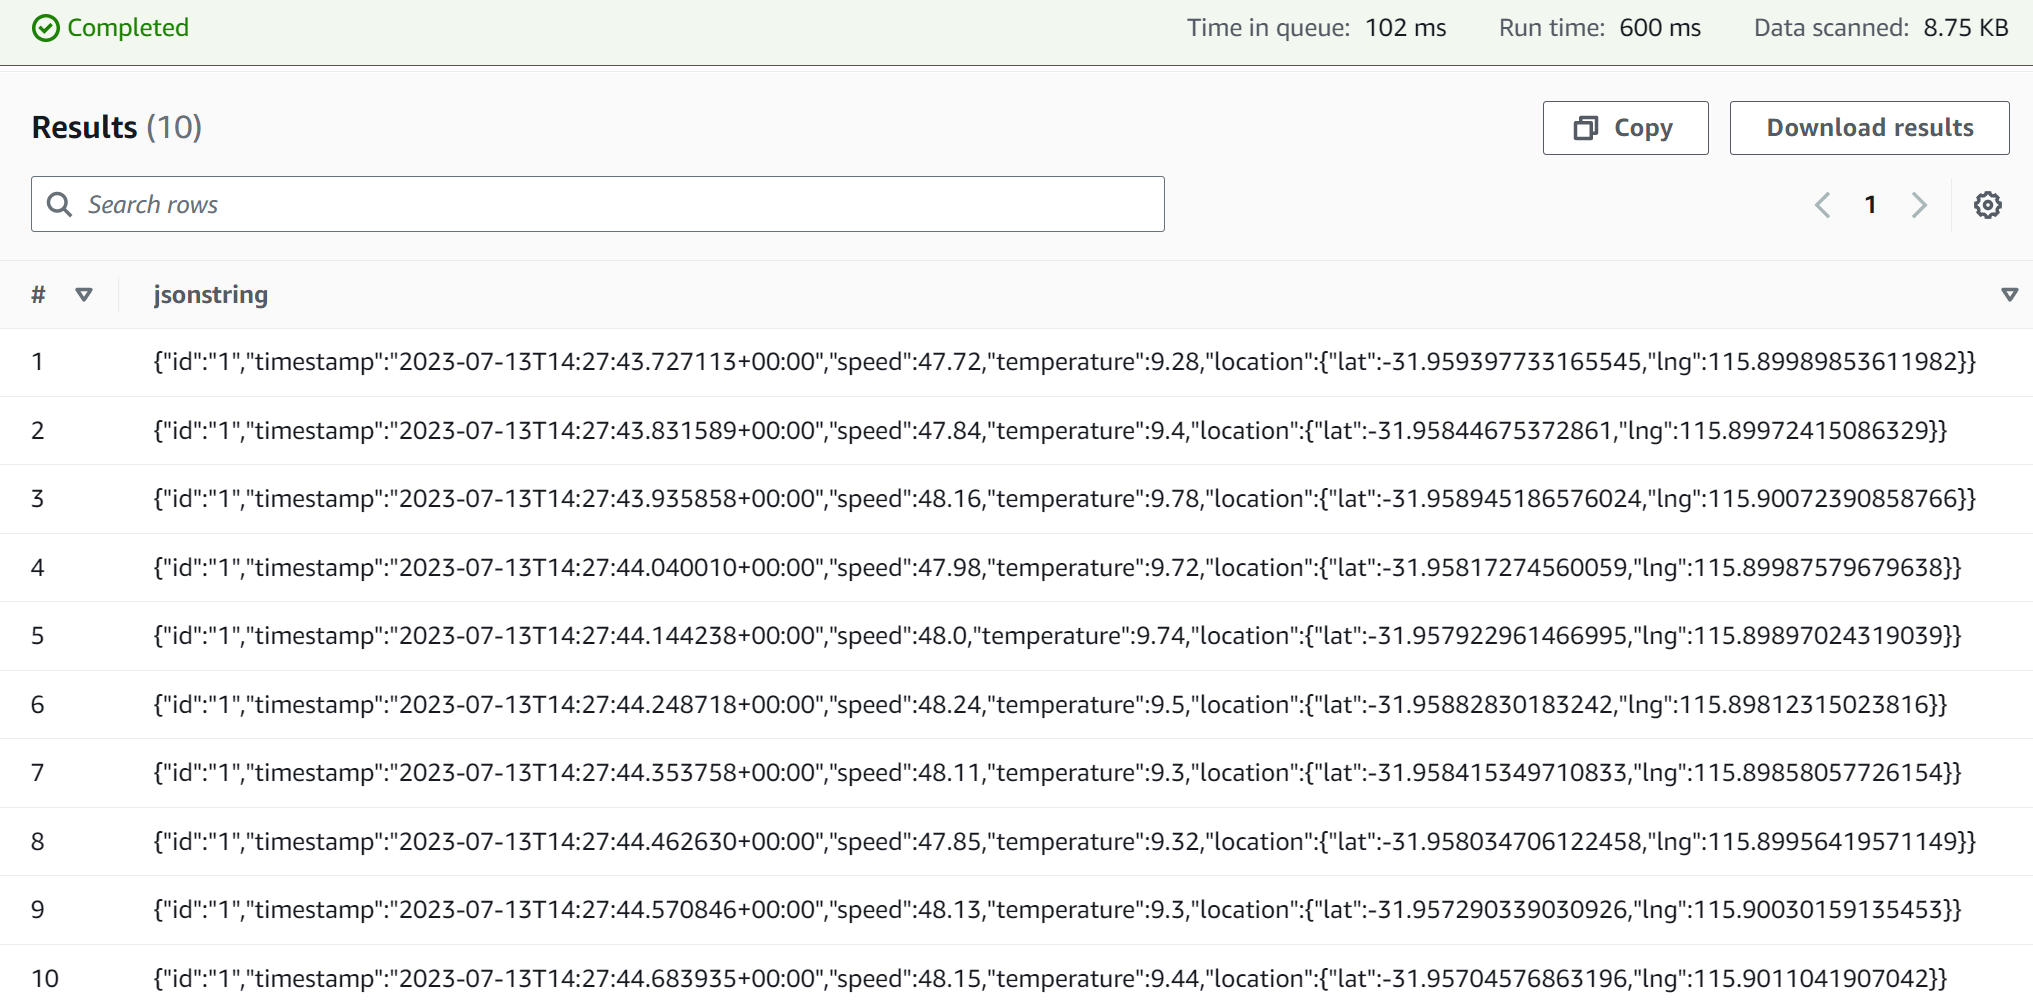 Completed Time in queue: 102 ms Run time: 600 ms Data scanned: 8.75 KB
Results (10) Copy Download results
Search rows 1
# jsonstring
1 {"id":"1","timestamp":"2023-07-13T14:27:43.727113+00:00","speed":47.72,"temperature":9.28,"location":{"lat":-31.959397733165545,"lng":115.89989853611982}}
2 {"id":"1","timestamp":"2023-07-13T14:27:43.831589+00:00","speed":47.84,"temperature":9.4,"location":{"lat":-31.95844675372861,"lng":115.89972415086329}}
3 {"id":"1","timestamp":"2023-07-13T14:27:43.935858+00:00","speed":48.16,"temperature":9.78,"location":{"lat":-31.958945186576024,"lng":115.90072390858766}}
4 {"id":"1","timestamp":"2023-07-13T14:27:44.040010+00:00","speed":47.98,"temperature":9.72,"location":{"lat":-31.95817274560059,"lng":115.89987579679638}}
5 {"id":"1","timestamp":"2023-07-13T14:27:44.144238+00:00","speed":48.0,"temperature":9.74,"location":{"lat":-31.957922961466995,"lng":115.89897024319039}}
6 {"id":"1","timestamp":"2023-07-13T14:27:44.248718+00:00","speed":48.24,"temperature":9.5,"location":{"lat":-31.95882830183242,"lng":115.89812315023816}}
7 {"id":"1","timestamp":"2023-07-13T14:27:44.353758+00:00","speed":48.11,"temperature":9.3,"location":{"lat":-31.958415349710833,"lng":115.89858057726154}}
8 {"id":"1","timestamp":"2023-07-13T14:27:44.462630+00:00","speed":47.85,"temperature":9.32,"location":{"lat":-31.958034706122458,"lng":115.89956419571149}}
9 {"id":"1","timestamp":"2023-07-13T14:27:44.570846+00:00","speed":48.13,"temperature":9.3,"location":{"lat":-31.957290339030926,"lng":115.90030159135453}}
10 {"id":"1","timestamp":"2023-07-13T14:27:44.683935+00:00","speed":48.15,"temperature":9.44,"location":{"lat":-31.95704576863196,"lng":115.9011041907042}}